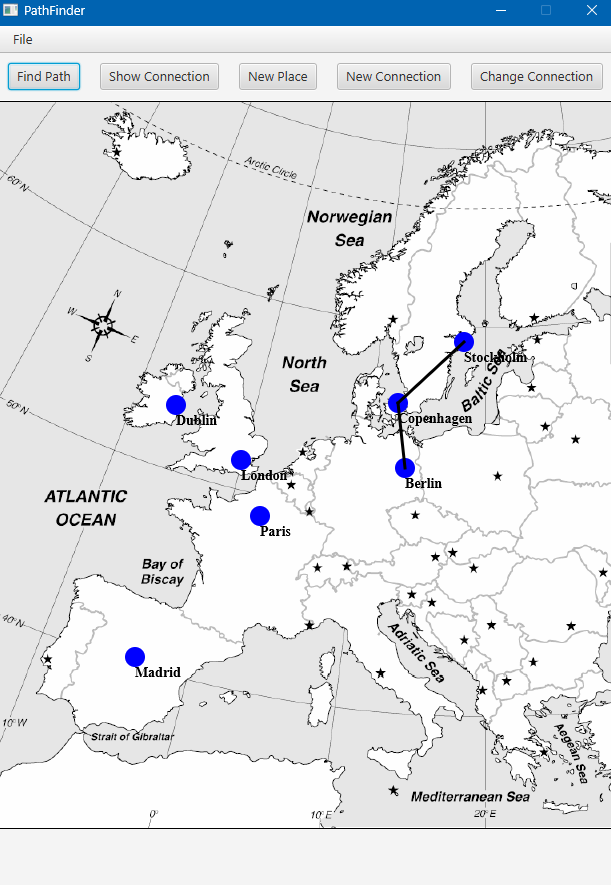 PathFinder
File
Find Path
Show Connection
New Place
New Connection
Change Connection
60°N
Arctic Circle
Norwegian
Sea
N
W
E
S
North
Sea
Stockholm
Baltic Sea
50°N
Dublin
Copenhagen
London
Berlin
ATLANTIC
OCEAN
Paris
Bay of
Biscay
40°N
Adriatic Sea
Madrid
10°W
Strait of Gibraltar
Aegean
Sea
Mediterranean Sea
0°
10°E
20°E